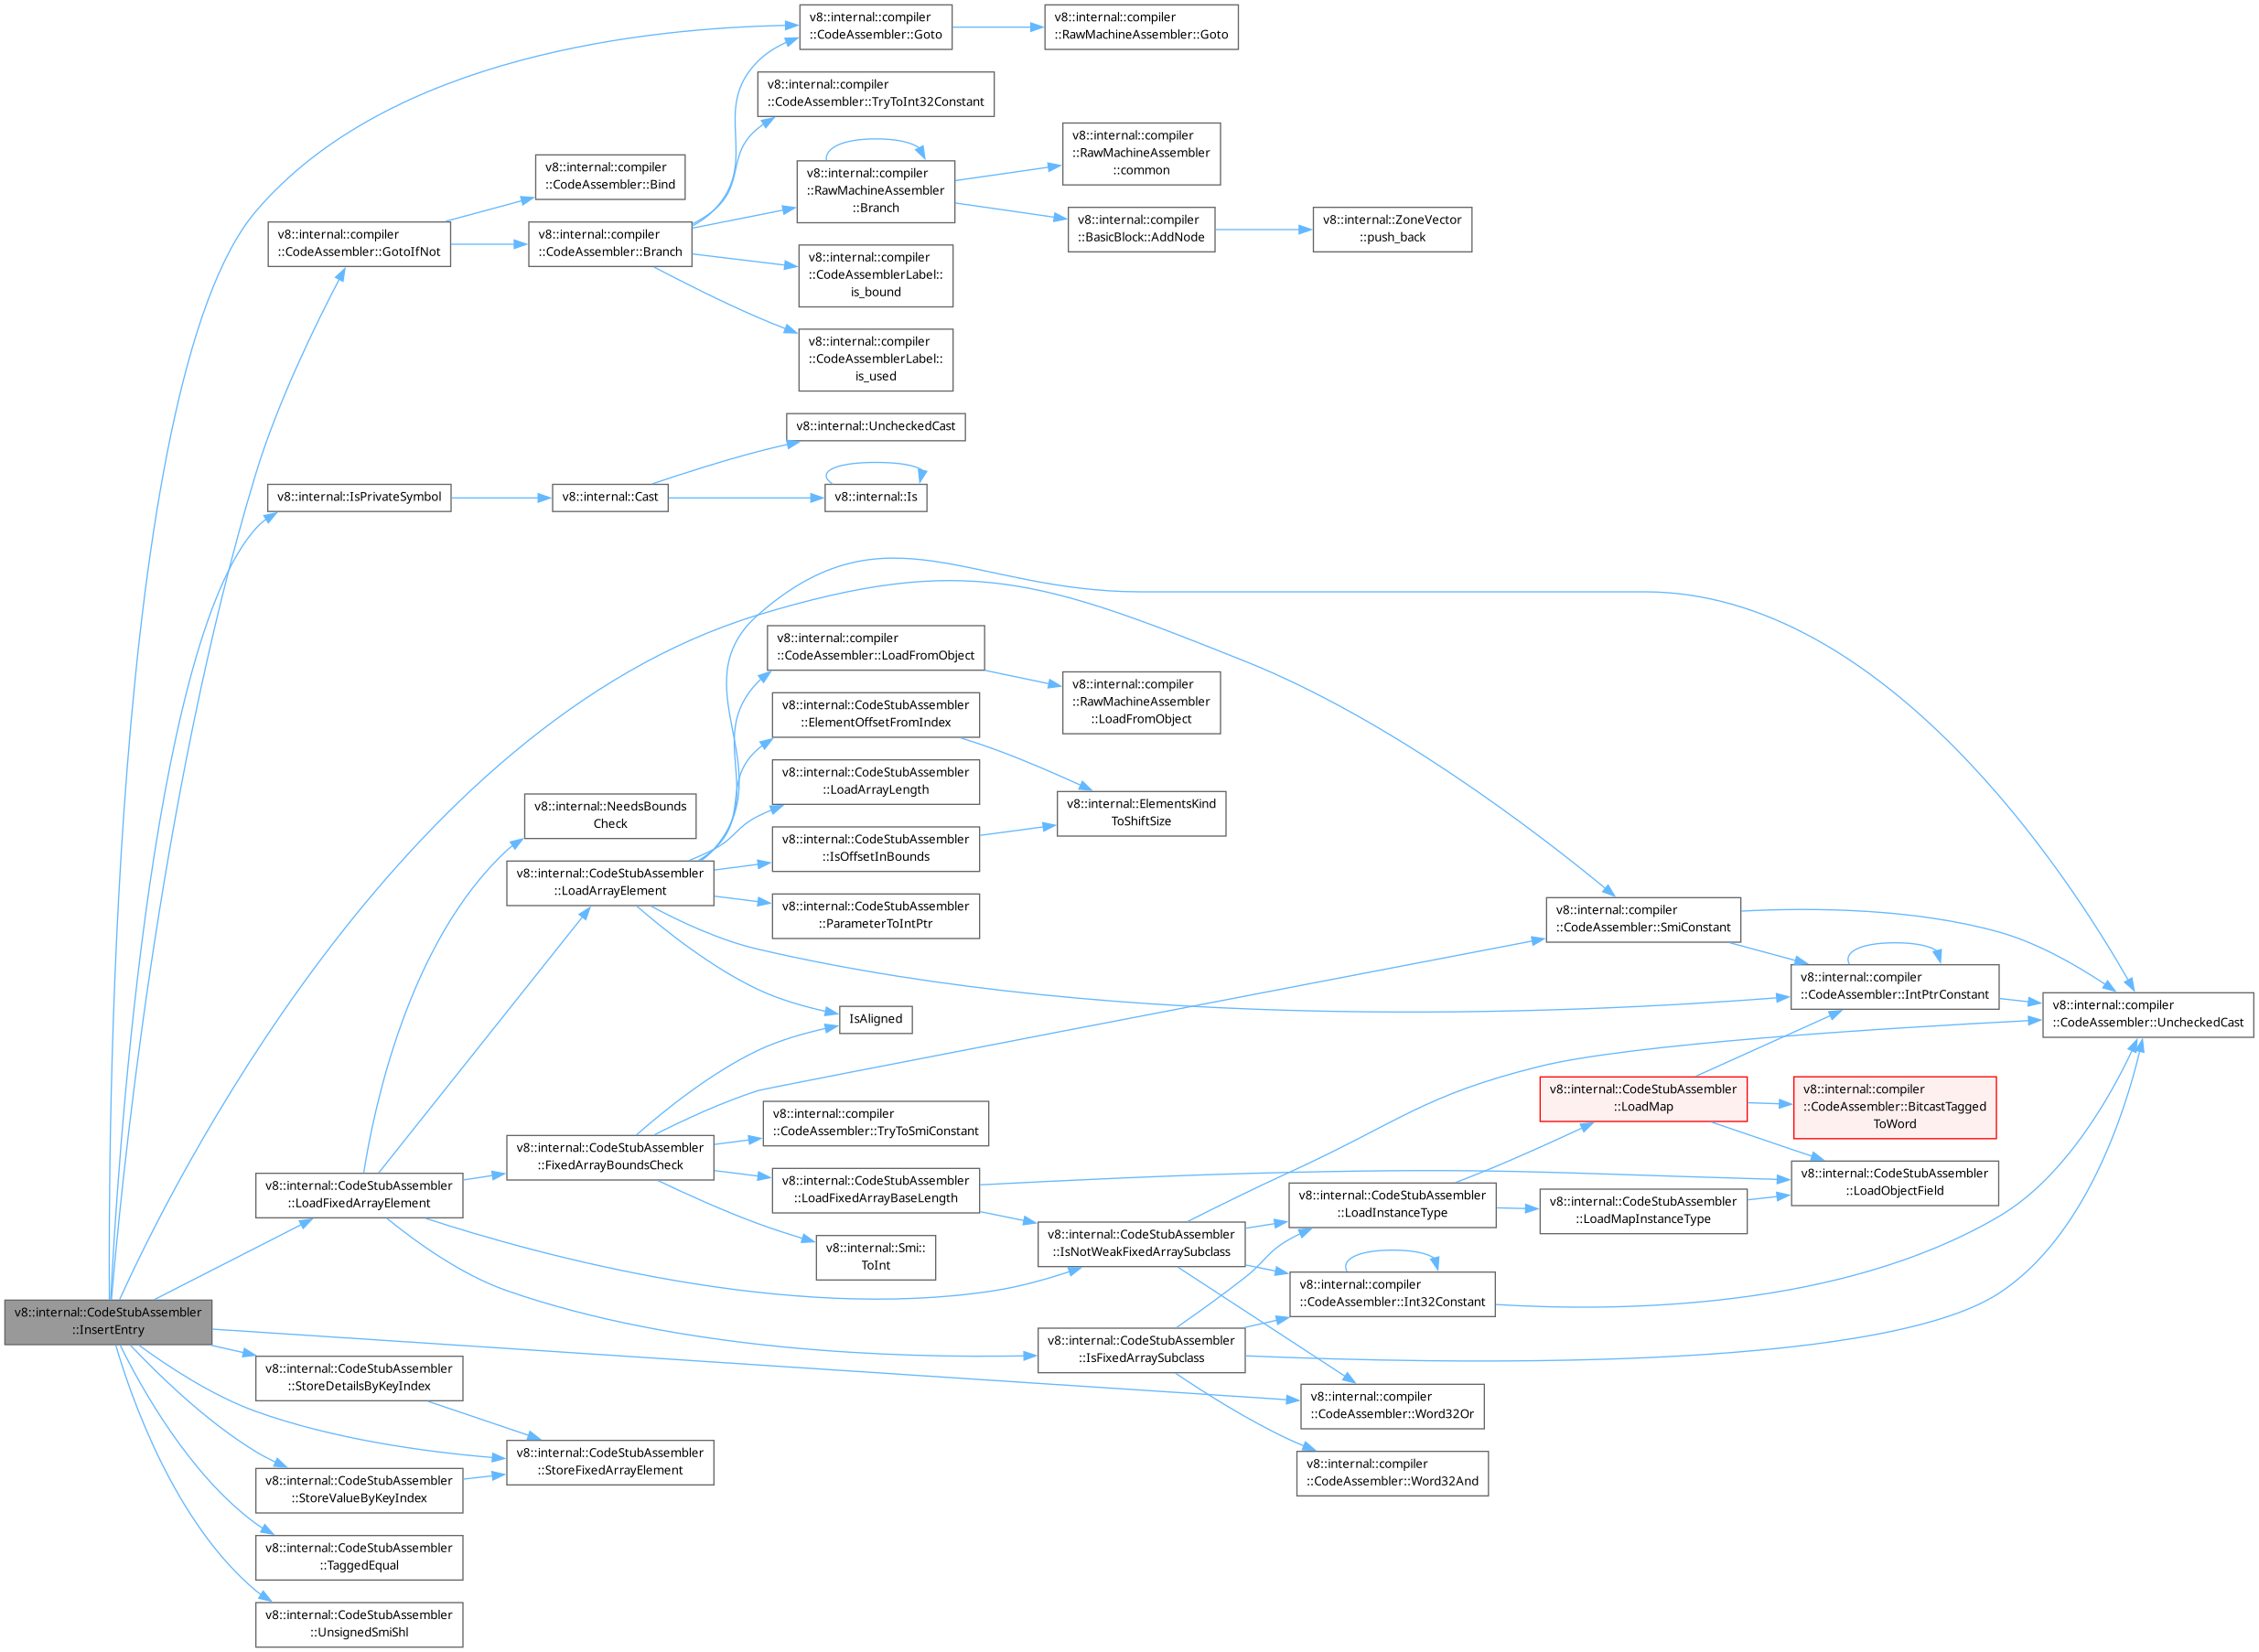 v8::internal::compiler
::CodeAssembler::Goto
v8::internal::compiler
::RawMachineAssembler::Goto
v8::internal::compiler
::CodeAssembler::TryToInt32Constant
v8::internal::compiler
::RawMachineAssembler
::common
v8::internal::compiler
::CodeAssembler::Bind
v8::internal::compiler
::RawMachineAssembler
::Branch
v8::internal::compiler
::BasicBlock::AddNode
v8::internal::ZoneVector
::push_back
v8::internal::compiler
::CodeAssembler::GotoIfNot
v8::internal::compiler
::CodeAssembler::Branch
v8::internal::compiler
::CodeAssemblerLabel::
is_bound
v8::internal::compiler
::CodeAssemblerLabel::
is_used
v8::internal::UncheckedCast
v8::internal::IsPrivateSymbol
v8::internal::Cast
v8::internal::Is
v8::internal::compiler
::CodeAssembler::LoadFromObject
v8::internal::compiler
::RawMachineAssembler
::LoadFromObject
v8::internal::CodeStubAssembler
::ElementOffsetFromIndex
v8::internal::CodeStubAssembler
::LoadArrayLength
v8::internal::NeedsBounds
Check
v8::internal::ElementsKind
ToShiftSize
v8::internal::CodeStubAssembler
::IsOffsetInBounds
v8::internal::CodeStubAssembler
::LoadArrayElement
v8::internal::CodeStubAssembler
::ParameterToIntPtr
v8::internal::compiler
::CodeAssembler::SmiConstant
v8::internal::compiler
::CodeAssembler::IntPtrConstant
v8::internal::compiler
::CodeAssembler::UncheckedCast
IsAligned
v8::internal::CodeStubAssembler
::LoadMap
v8::internal::compiler
::CodeAssembler::BitcastTagged
ToWord
v8::internal::compiler
::CodeAssembler::TryToSmiConstant
v8::internal::CodeStubAssembler
::FixedArrayBoundsCheck
v8::internal::CodeStubAssembler
::LoadFixedArrayBaseLength
v8::internal::CodeStubAssembler
::LoadObjectField
v8::internal::CodeStubAssembler
::LoadFixedArrayElement
v8::internal::CodeStubAssembler
::LoadInstanceType
v8::internal::CodeStubAssembler
::LoadMapInstanceType
v8::internal::Smi::
ToInt
v8::internal::CodeStubAssembler
::IsNotWeakFixedArraySubclass
v8::internal::compiler
::CodeAssembler::Int32Constant
v8::internal::CodeStubAssembler
::InsertEntry
v8::internal::CodeStubAssembler
::IsFixedArraySubclass
v8::internal::CodeStubAssembler
::StoreDetailsByKeyIndex
v8::internal::compiler
::CodeAssembler::Word32Or
v8::internal::CodeStubAssembler
::StoreFixedArrayElement
v8::internal::compiler
::CodeAssembler::Word32And
v8::internal::CodeStubAssembler
::StoreValueByKeyIndex
v8::internal::CodeStubAssembler
::TaggedEqual
v8::internal::CodeStubAssembler
::UnsignedSmiShl